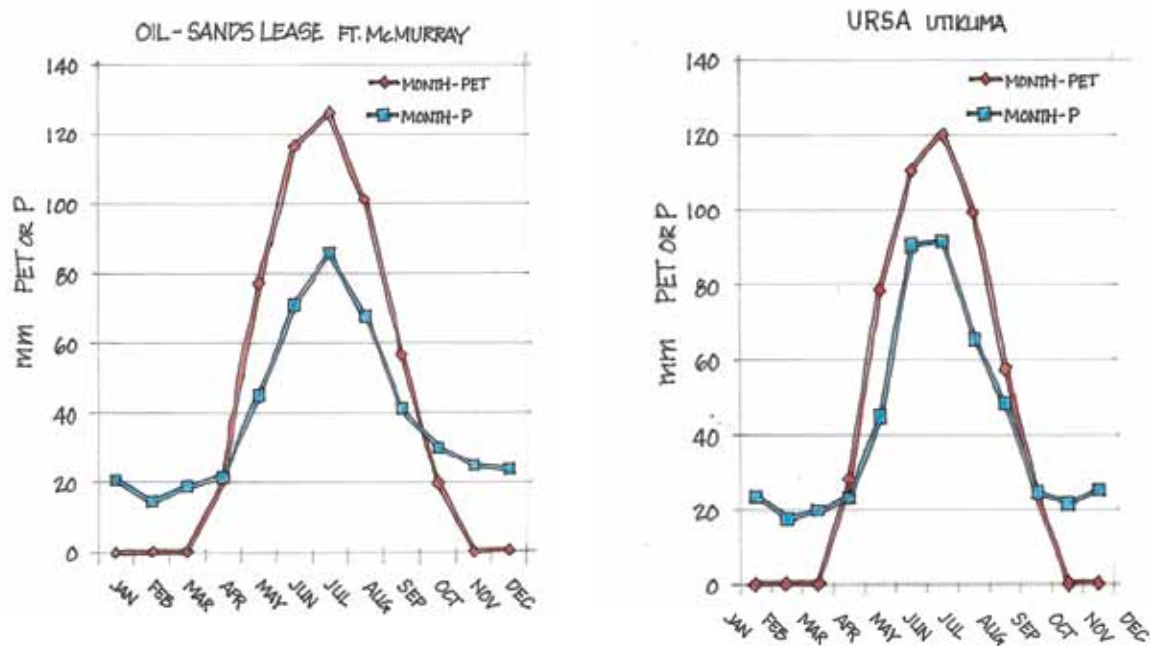 OIL-SANDS LEASE FT. McMURRAY
MONTH-PET
MONTH-P
mm PET OR P
140
120
100
80
60
40
20
0
JAN FEB MAR APR MAY JUN JUL AUG SEP OCT NOV DEC
URSA UTIKUMA
MONTH-PET
MONTH-P
mm PET OR P
140
120
100
80
60
40
20
0
JAN FEB MAR APR MAY JUN JUL AUG SEP OCT NOV DEC